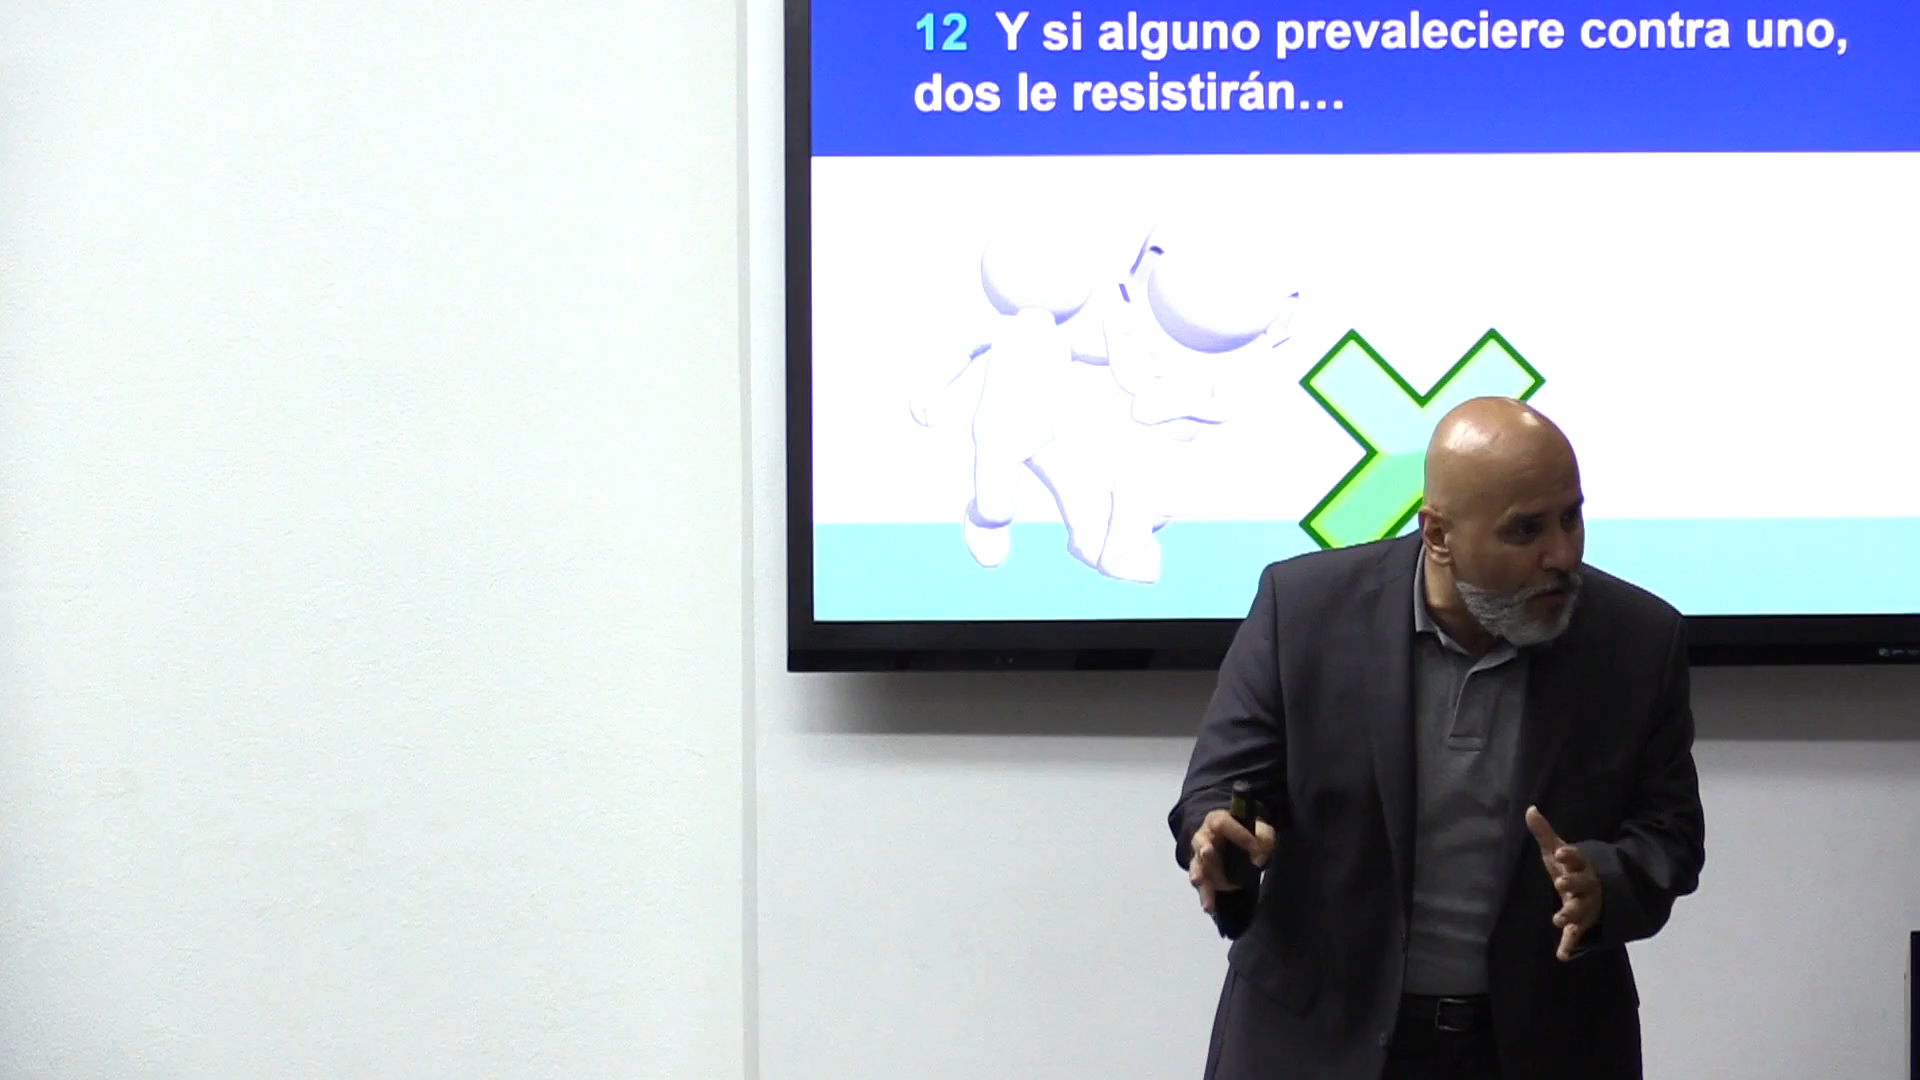 12 Y si alguno prevaleciere contra uno,
dos le resistirán...